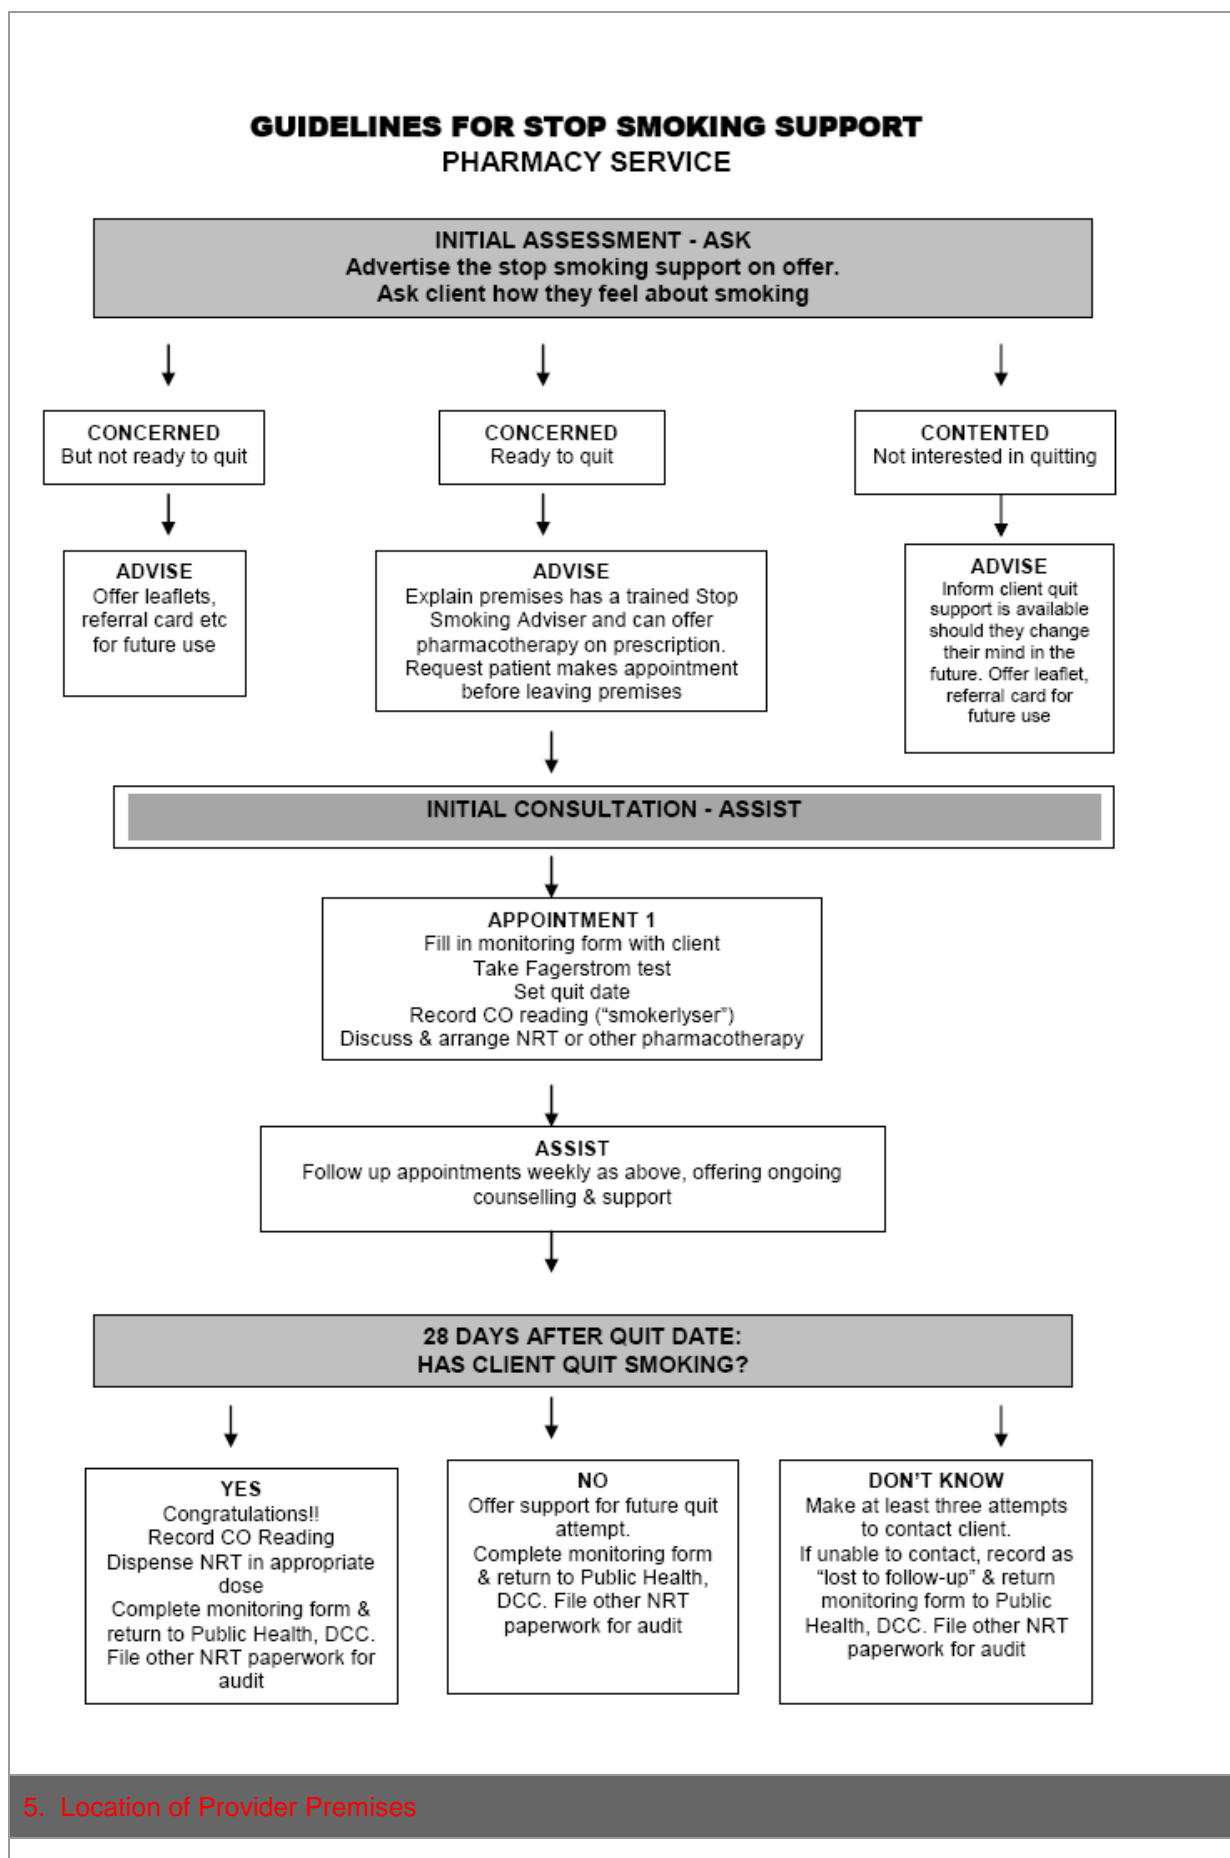 GUIDELINES FOR STOP SMOKING SUPPORT
PHARMACY SERVICE
INITIAL ASSESSMENT - ASK
Advertise the stop smoking support on offer.
Ask client how they feel about smoking
CONCERNED
But not ready to quit
CONCERNED
Ready to quit
CONTENTED
Not interested in quitting
ADVISE
Offer leaflets,
referral card etc
for future use
ADVISE
Explain premises has a trained Stop
Smoking Adviser and can offer
pharmacotherapy on prescription.
Request patient makes appointment
before leaving premises
ADVISE
Inform client quit
support is available
should they change
their mind in the
future. Offer leaflet,
referral card for
future use
INITIAL CONSULTATION - ASSIST
APPOINTMENT 1
Fill in monitoring form with client
Take Fagerstrom test
Set quit date
Record CO reading (“smokerlyser”)
Discuss & arrange NRT or other pharmacotherapy
ASSIST
Follow up appointments weekly as above, offering ongoing
counselling & support
28 DAYS AFTER QUIT DATE:
HAS CLIENT QUIT SMOKING?
YES
Congratulations!!
Record CO Reading
Dispense NRT in appropriate
dose
Complete monitoring form &
return to Public Health, DCC.
File other NRT paperwork for
audit
NO
Offer support for future quit
attempt.
Complete monitoring form
& return to Public Health,
DCC. File other NRT
paperwork for audit
DON’T KNOW
Make at least three attempts
to contact client.
If unable to contact, record as
“lost to follow-up” & return
monitoring form to Public
Health, DCC. File other NRT
paperwork for audit
5. Location of Provider Premises